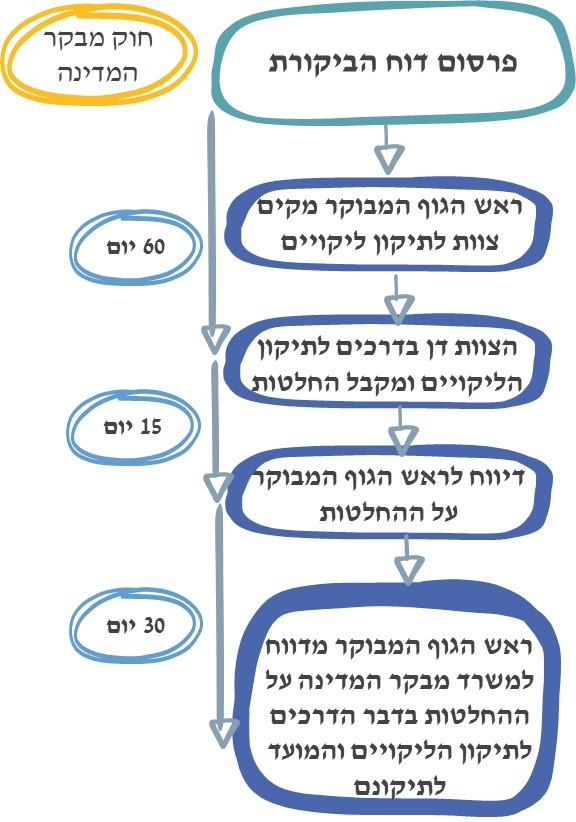 חוק מבקר
המדינה
פרסום דוח הביקורת
ראש הגוף המבוקר מקים
צוות לתיקון ליקויים
60 יום
הצוות דן בדרכים לתיקון
הליקויים ומקבל החלטות
15 יום
דיווח לראש הגוף המבוקר
על ההחלטות
30 יום
ראש הגוף המבוקר מדווח
למשרד מבקר המדינה על
ההחלטות בדבר הדרכים
לתיקון הליקויים והמועד
לתיקונם